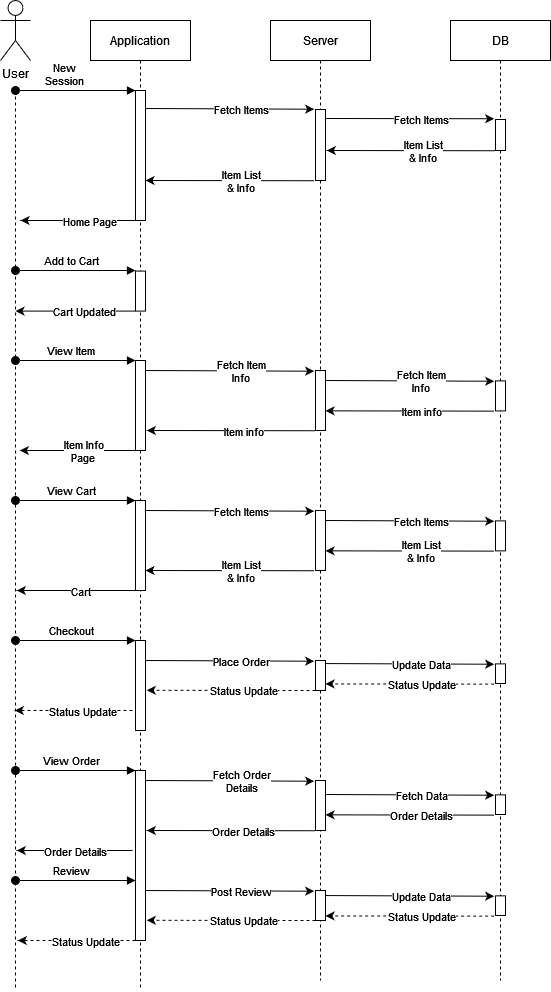 Application
Server
DB
User
New
Session
Fetch Items
Fetch Items
Item List
& Info
Item List
& Info
Home Page
Add to Cart
Cart Updated
View Item
Fetch Item
Info
Fetch Item
Info
Item info
Item info
Item Info
Page
View Cart
Fetch Items
Fetch Items
Item List
& Info
Item List
& Info
Cart
Checkout
Place Order
Update Data
Status Update
Status Update
Status Update
View Order
Fetch Order
Details
Fetch Data
Order Details
Order Details
Order Details
Review
Post Review
Update Data
Status Update
Status Update
Status Update